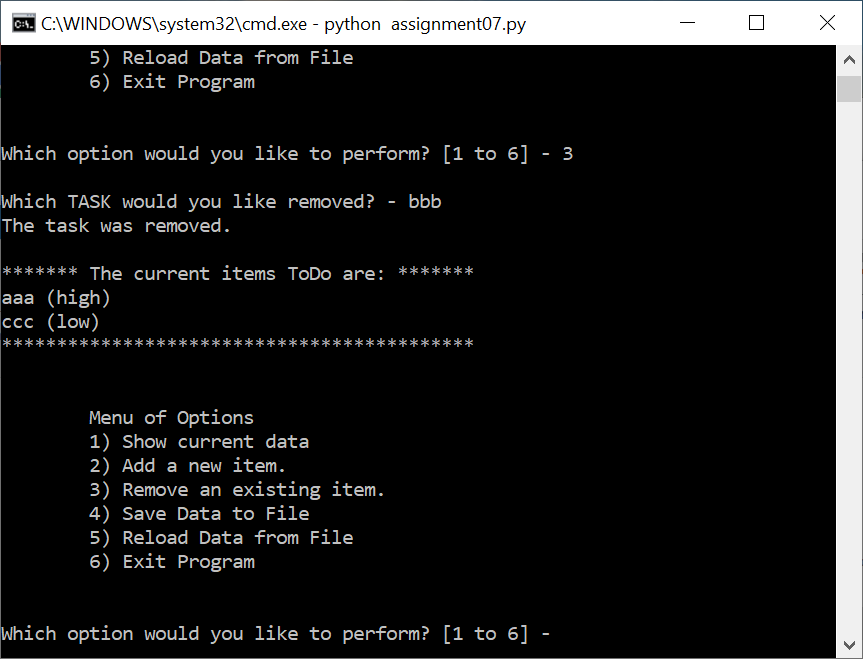 C:\WINDOWS\system32\cmd.exe - python  assignment07.py
5) Reload Data from File
6) Exit Program
Which option would you like to perform? [1 to 6] - 3
Which TASK would you like removed? - bbb
The task was removed.
******* The current items ToDo are: *******
aaa (high)
ccc (low)
*******************************************
Menu of Options
1) Show current data
2) Add a new item.
3) Remove an existing item.
4) Save Data to File
5) Reload Data from File
6) Exit Program
Which option would you like to perform? [1 to 6] -